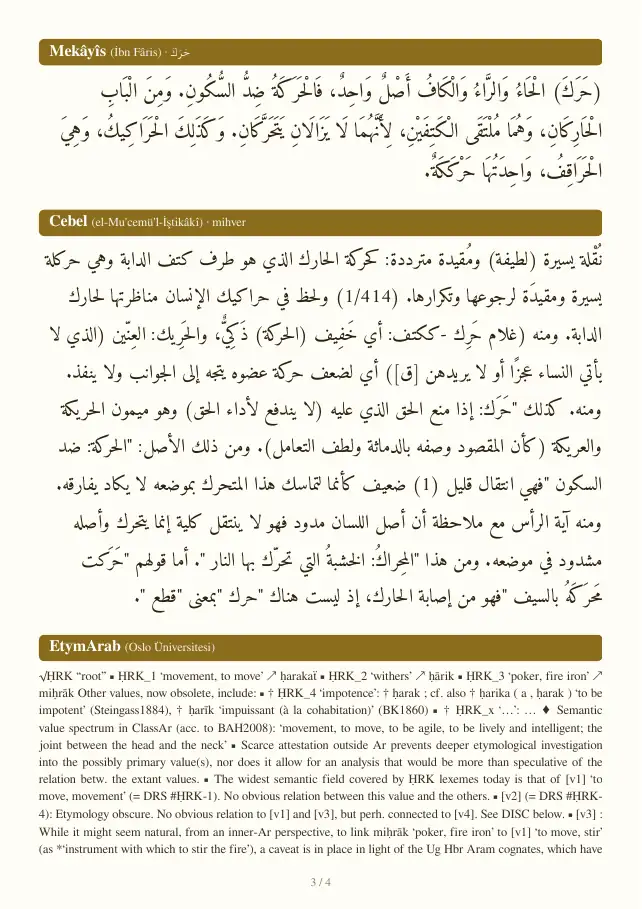 Mekâyîs (İbn Fâris) · حَرَكَ
(حَرَكَ) الْحَاءُ وَالرَّاءُ وَالْكَافُ أَصْلٌ وَاحِدٌ، فَالْحَرَكَةُ ضِدُّ السُّكُونِ. وَمِنَ الْبَابِ
الْحَارِكَانِ، وَهُمَا مُلْتَقَى الْكَتِفَيْنِ، لِأَنَّهُمَا لَا يَزَالَانِ يَتَحَرَّكَانِ. وَكَذَلِكَ الْحَرَاكِيكُ، وَهِيَ
الْحَرَاقِفُ، وَاحِدَتُهَا حَرْكَكَةٌ.
Cebel (el-Mu'cemü'l-İştikâkî) · mihver
نُقْلة يسيرة (لطيفة) ومُقيدة مترددة: كحركة الحارك الذي هو طرف كتف الدابة وهي حركلة
يسيرة ومقيدَة لرجوعها وتكرارها. (1/414) ولحظ في حراكيك الإنسان مناظرتها لحارك
الدابة. ومنه (غلام حَرِك -ككتف: أي خَفِيف (الحركة) ذَكِيٌّ، والحَرِيك: العِنّين (الذي لا
يأتي النساء عجزًا أو لا يريدهن [ق]) أي لضعف حركة عضوه يتجه إلى الجوانب ولا ينفذ.
ومنه. كذلك "حَرَك: إذا منع الحق الذي عليه (لا يندفع لأداء الحق) وهو ميمون الحريكة
والعريكة (كأن المقصود وصفه بالدماثة ولطف التعامل). ومن ذلك الأصل: "الحركة: ضد
السكون "فهي انتقال قليل (1) ضعيف كأنما لتماسك هذا المتحرك بموضعه لا يكاد يفارقه.
ومنه آية الرأس مع ملاحظة أن أصل اللسان مدود فهو لا ينتقل كلية إنما يتحرك وأصله
مشدود في موضعه. ومن هذا "المِحراكُ: الخشبةُ التي تحرّك بها النار ". أما قولهم "حَرَكت
مَحرَكَهُ بالسيف "فهو من إصابة الحارك، إذ ليست هناك "حرك "بمعنى "قطع ".
EtymArab (Oslo Üniversitesi)
√ḤRK “root” ▪ ḤRK_1 ‘movement, to move’ ↗ ḥarakaẗ ▪ ḤRK_2 ‘withers’ ↗ ḥārik ▪ ḤRK_3 ‘poker, fire iron’ ↗
miḥrāk Other values, now obsolete, include: ▪ † ḤRK_4 ‘impotence’: † ḥarak ; cf. also † ḥarika ( a , ḥarak ) ‘to be
impotent’ (Steingass1884), † ḥarīk ‘impuissant (à la cohabitation)’ (BK1860) ▪ † ḤRK_x ‘…’: … ♦ Semantic
value spectrum in ClassAr (acc. to BAH2008): ‘movement, to move, to be agile, to be lively and intelligent; the
joint between the head and the neck’ ▪ Scarce attestation outside Ar prevents deeper etymological investigation
into the possibly primary value(s), nor does it allow for an analysis that would be more than speculative of the
relation betw. the extant values. ▪ The widest semantic field covered by ḤRK lexemes today is that of [v1] ‘to
move, movement’ (= DRS #ḤRK-1). No obvious relation between this value and the others. ▪ [v2] (= DRS #ḤRK-
4): Etymology obscure. No obvious relation to [v1] and [v3], but perh. connected to [v4]. See DISC below. ▪ [v3] :
While it might seem natural, from an inner-Ar perspective, to link miḥrāk ‘poker, fire iron’ to [v1] ‘to move, stir’
(as *‘instrument with which to stir the fire’), a caveat is in place in light of the Ug Hbr Aram cognates, which have
3 / 4